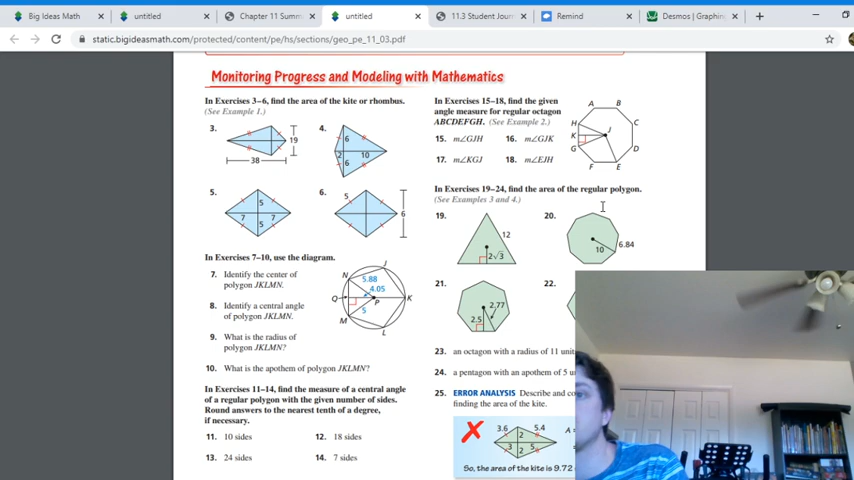 Big Ideas Math
untitled
Chapter 11 Summ
untitled
11.3 Student Jour
Remind
Desmos | Graphing
static.bigideasmath.com/protected/content/pe/hs/sections/geo_pe_11_03.pdf
Monitoring Progress and Modeling with Mathematics
In Exercises 3–6, find the area of the kite or rhombus.
(See Example 1.)
3.
19
38
4.
6
2
10
6
5.
5
7
7
5
6.
5
6
In Exercises 7–10, use the diagram.
7. Identify the center of
polygon JKLMN.
8. Identify a central angle
of polygon JKLMN.
9. What is the radius of
polygon JKLMN?
10. What is the apothem of polygon JKLMN?
J
N
5.88
4.05
Q
P
K
5
M
L
In Exercises 11–14, find the measure of a central angle
of a regular polygon with the given number of sides.
Round answers to the nearest tenth of a degree,
if necessary.
11. 10 sides
12. 18 sides
13. 24 sides
14. 7 sides
In Exercises 15–18, find the given
angle measure for regular octagon
ABCDEFGH. (See Example 2.)
15. m∠GJH
16. m∠GJK
17. m∠KGJ
18. m∠EJH
A
B
H
C
K
J
G
D
F
E
In Exercises 19–24, find the area of the regular polygon.
(See Examples 3 and 4.)
19.
12
2√3
20.
6.84
10
21.
2.77
2.5
22.
23. an octagon with a radius of 11 unit
24. a pentagon with an apothem of 5 u
25. ERROR ANALYSIS Describe and co
finding the area of the kite.
3.6
5.4
2
3
5
2
A =
So, the area of the kite is 9.72